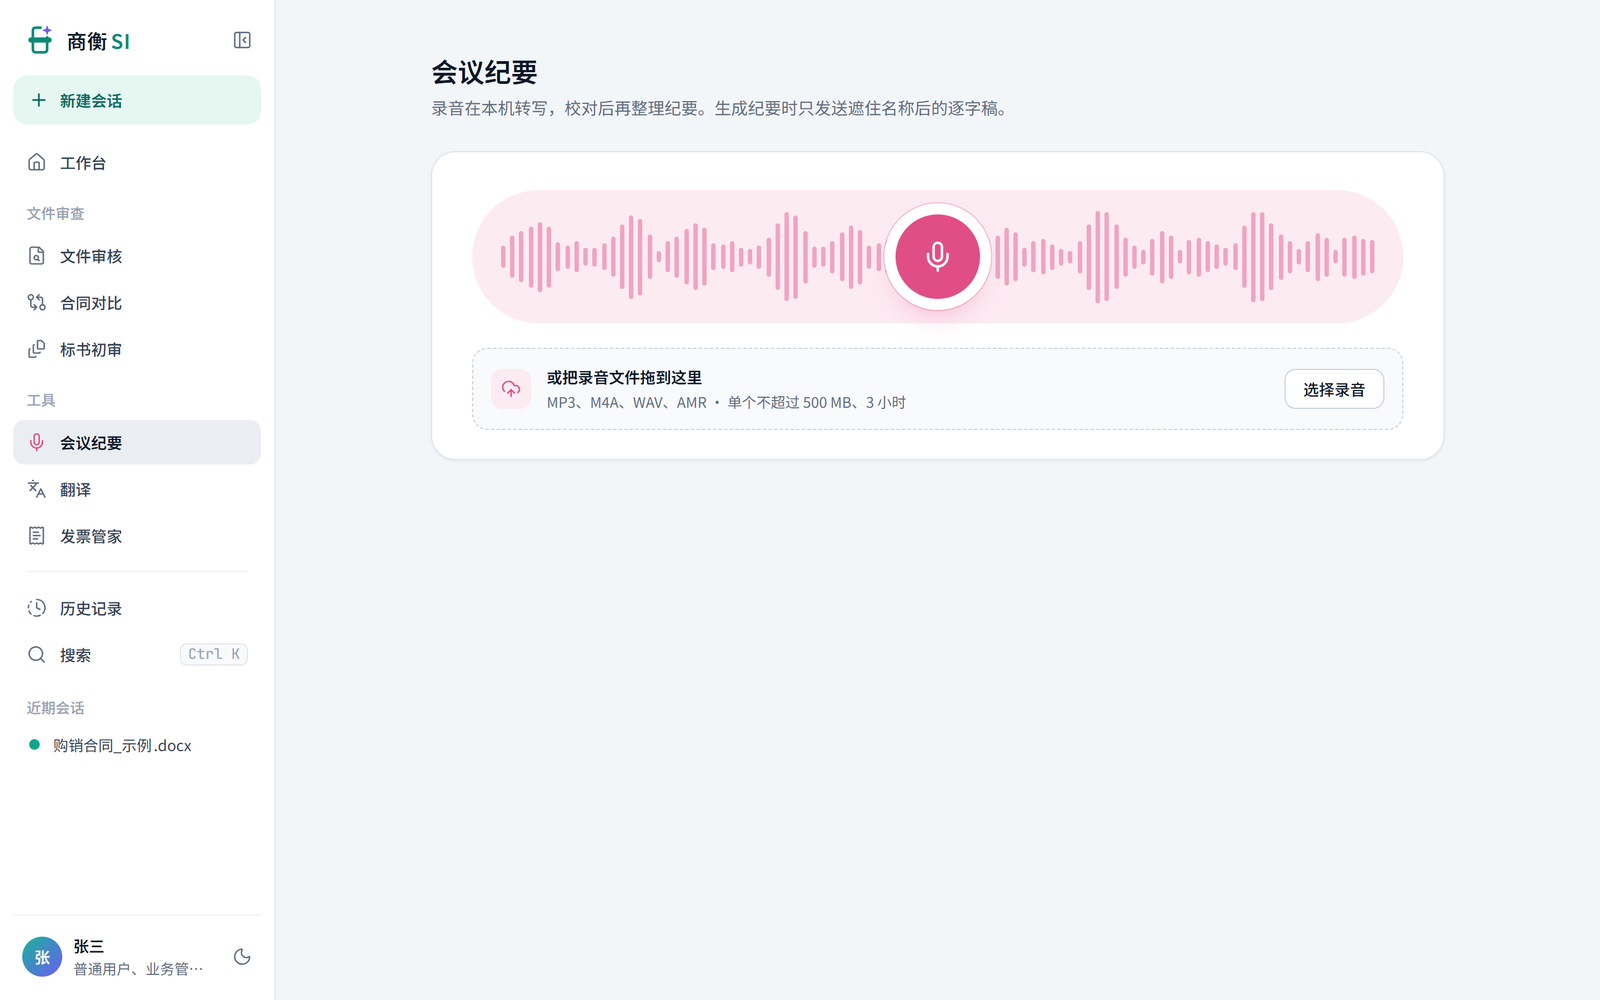 商衡 SI
新建会话
工作台
文件审查
文件审核
合同对比
标书初审
工具
会议纪要
翻译
发票管家
历史记录
搜索 Ctrl K
近期会话
购销合同_示例.docx
张
张三
普通用户、业务管…
会议纪要
录音在本机转写，校对后再整理纪要。生成纪要时只发送遮住名称后的逐字稿。
或把录音文件拖到这里
MP3、M4A、WAV、AMR · 单个不超过 500 MB、3 小时
选择录音